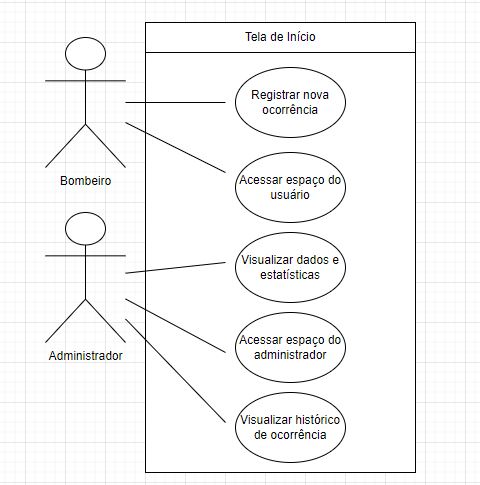 Tela de Início
Registrar nova
ocorrência
Bombeiro
Acessar espaço do
usuário
Visualizar dados e
estatísticas
Acessar espaço do
administrador
Administrador
Visualizar histórico
de ocorrência